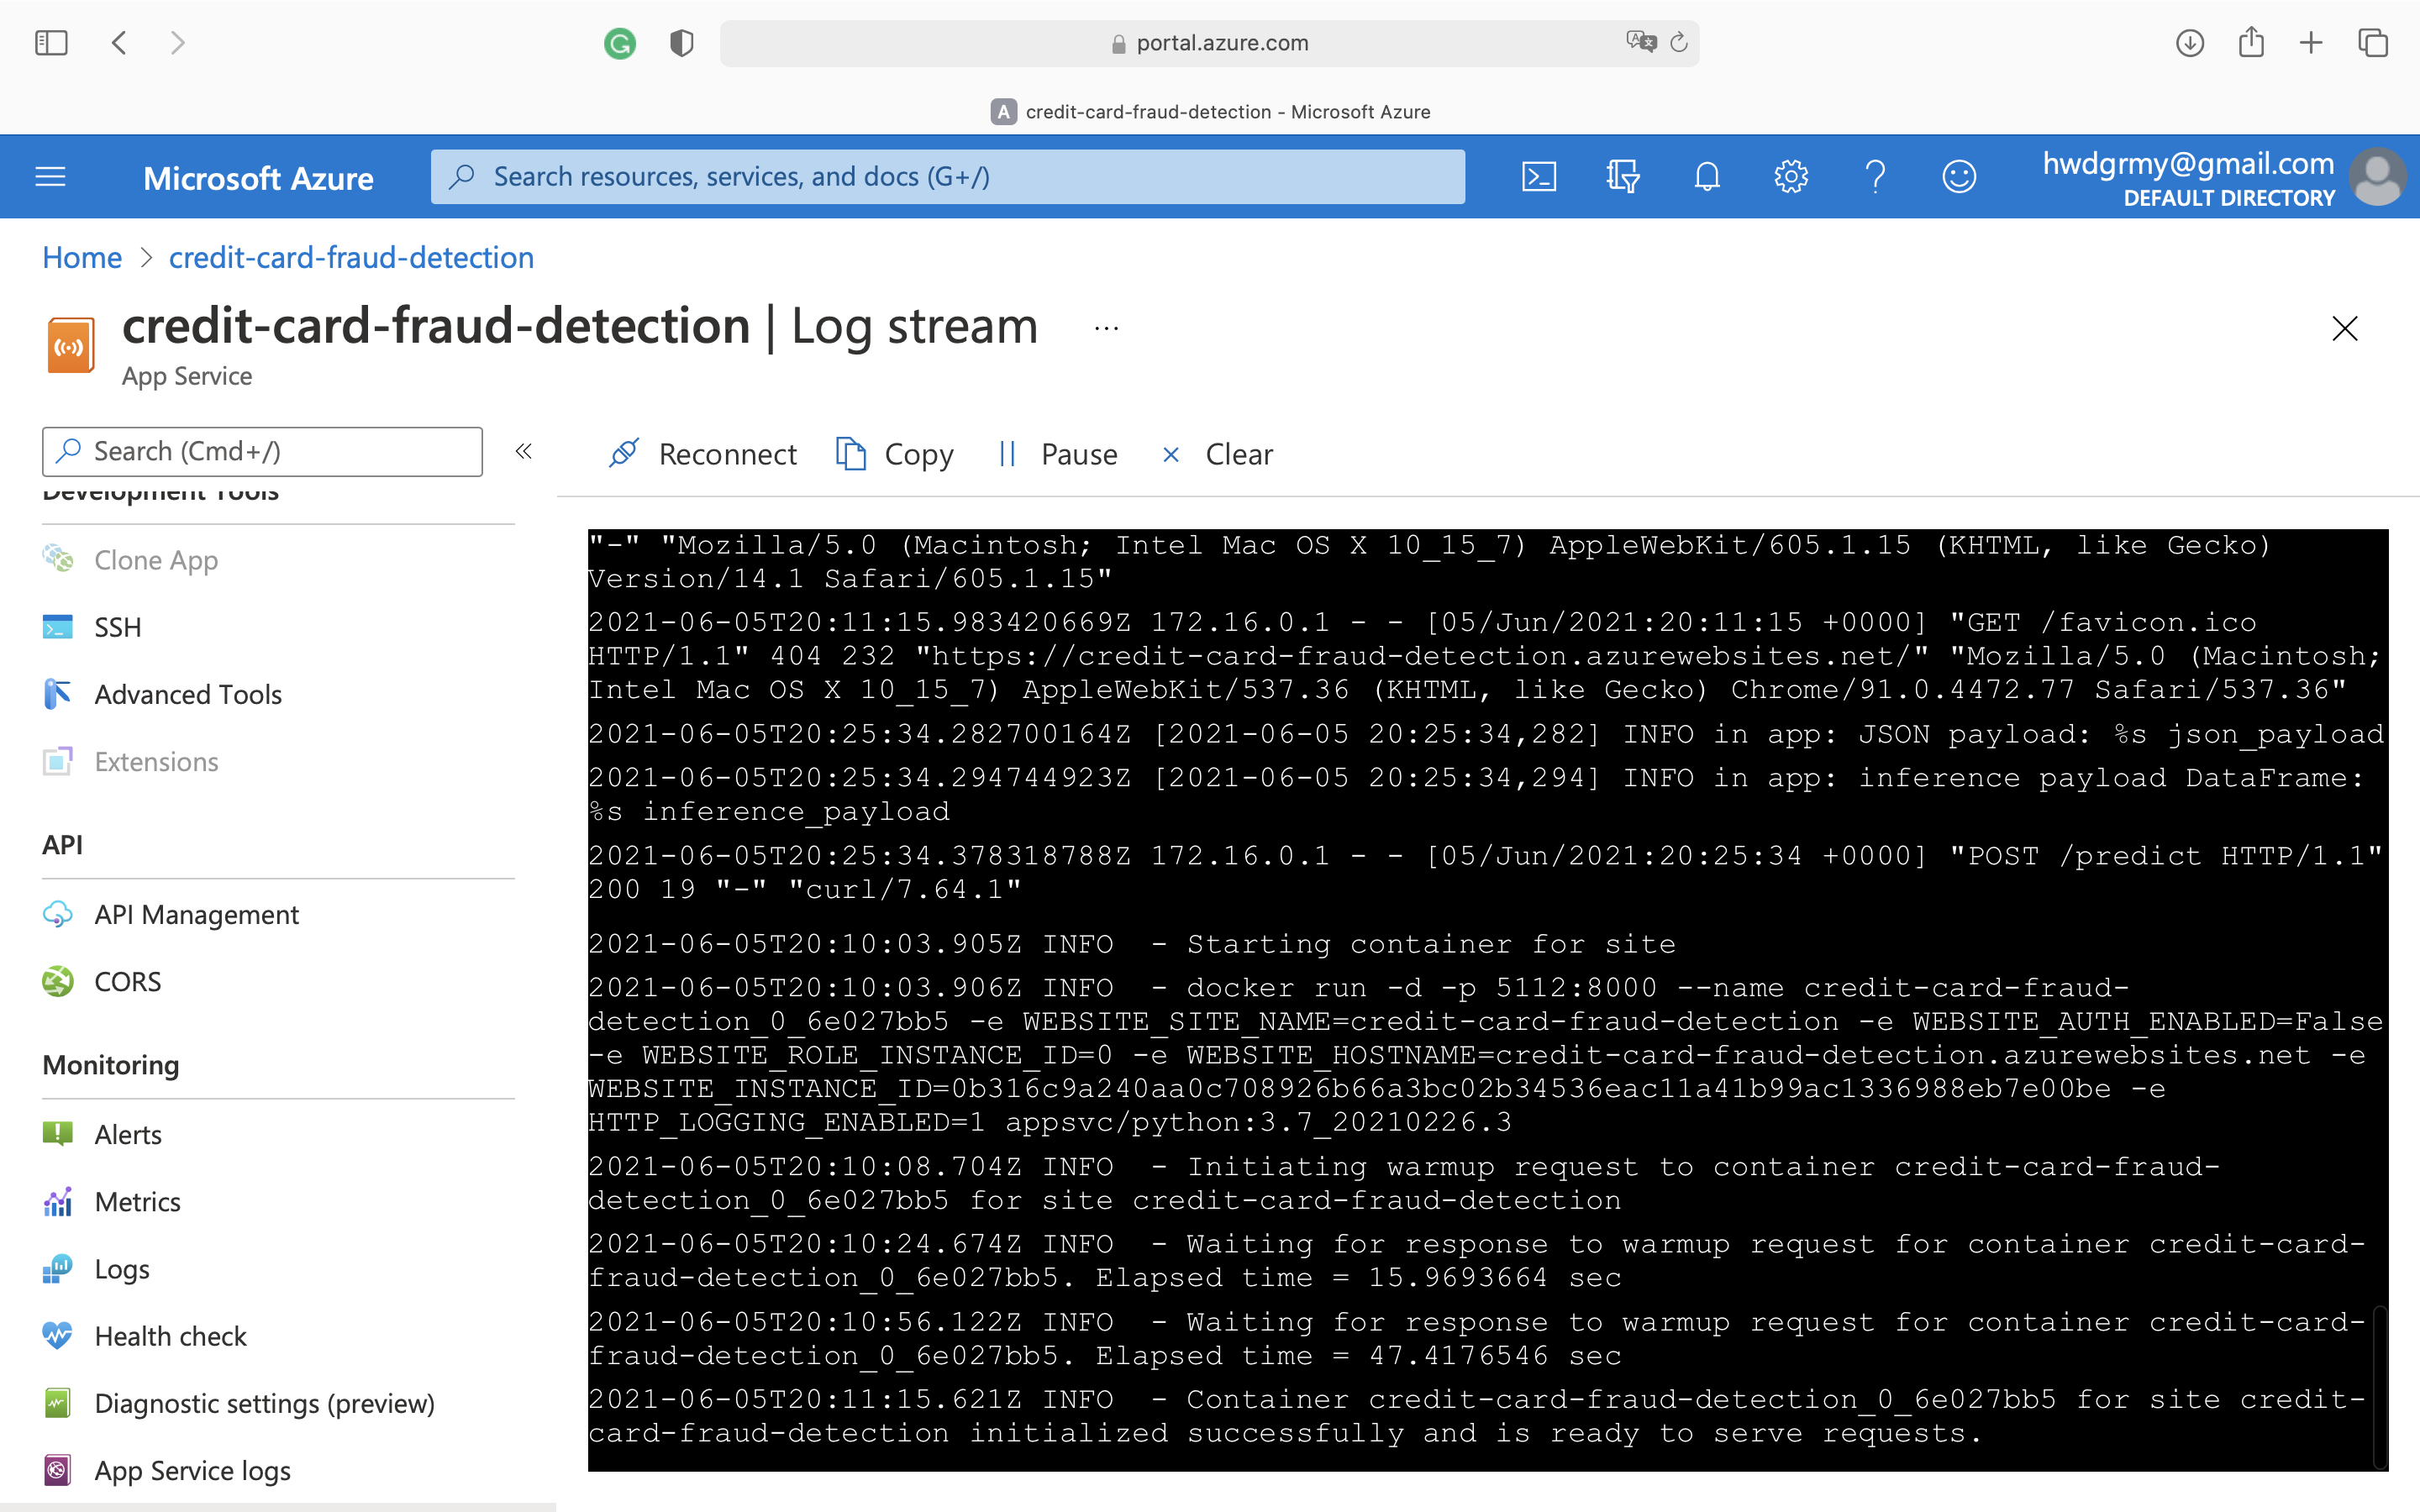 portal.azure.com
A credit-card-fraud-detection - Microsoft Azure
Microsoft Azure
Search resources, services, and docs (G+/)
hwdgrmy@gmail.com
DEFAULT DIRECTORY
Home > credit-card-fraud-detection
credit-card-fraud-detection | Log stream ...
App Service
Search (Cmd+/)
«
Reconnect
Copy
Pause
Clear
Development Tools
Clone App
SSH
Advanced Tools
Extensions
API
API Management
CORS
Monitoring
Alerts
Metrics
Logs
Health check
Diagnostic settings (preview)
App Service logs
"-" "Mozilla/5.0 (Macintosh; Intel Mac OS X 10_15_7) AppleWebKit/605.1.15 (KHTML, like Gecko)
Version/14.1 Safari/605.1.15"
2021-06-05T20:11:15.983420669Z 172.16.0.1 - - [05/Jun/2021:20:11:15 +0000] "GET /favicon.ico
HTTP/1.1" 404 232 "https://credit-card-fraud-detection.azurewebsites.net/" "Mozilla/5.0 (Macintosh;
Intel Mac OS X 10_15_7) AppleWebKit/537.36 (KHTML, like Gecko) Chrome/91.0.4472.77 Safari/537.36"
2021-06-05T20:25:34.282700164Z [2021-06-05 20:25:34,282] INFO in app: JSON payload: %s json_payload
2021-06-05T20:25:34.294744923Z [2021-06-05 20:25:34,294] INFO in app: inference payload DataFrame:
%s inference_payload
2021-06-05T20:25:34.378318788Z 172.16.0.1 - - [05/Jun/2021:20:25:34 +0000] "POST /predict HTTP/1.1"
200 19 "-" "curl/7.64.1"
2021-06-05T20:10:03.905Z INFO  - Starting container for site
2021-06-05T20:10:03.906Z INFO  - docker run -d -p 5112:8000 --name credit-card-fraud-
detection_0_6e027bb5 -e WEBSITE_SITE_NAME=credit-card-fraud-detection -e WEBSITE_AUTH_ENABLED=False
-e WEBSITE_ROLE_INSTANCE_ID=0 -e WEBSITE_HOSTNAME=credit-card-fraud-detection.azurewebsites.net -e
WEBSITE_INSTANCE_ID=0b316c9a240aa0c708926b66a3bc02b34536eac11a41b99ac1336988eb7e00be -e
HTTP_LOGGING_ENABLED=1 appsvc/python:3.7_20210226.3
2021-06-05T20:10:08.704Z INFO  - Initiating warmup request to container credit-card-fraud-
detection_0_6e027bb5 for site credit-card-fraud-detection
2021-06-05T20:10:24.674Z INFO  - Waiting for response to warmup request for container credit-card-
fraud-detection_0_6e027bb5. Elapsed time = 15.9693664 sec
2021-06-05T20:10:56.122Z INFO  - Waiting for response to warmup request for container credit-card-
fraud-detection_0_6e027bb5. Elapsed time = 47.4176546 sec
2021-06-05T20:11:15.621Z INFO  - Container credit-card-fraud-detection_0_6e027bb5 for site credit-
card-fraud-detection initialized successfully and is ready to serve requests.